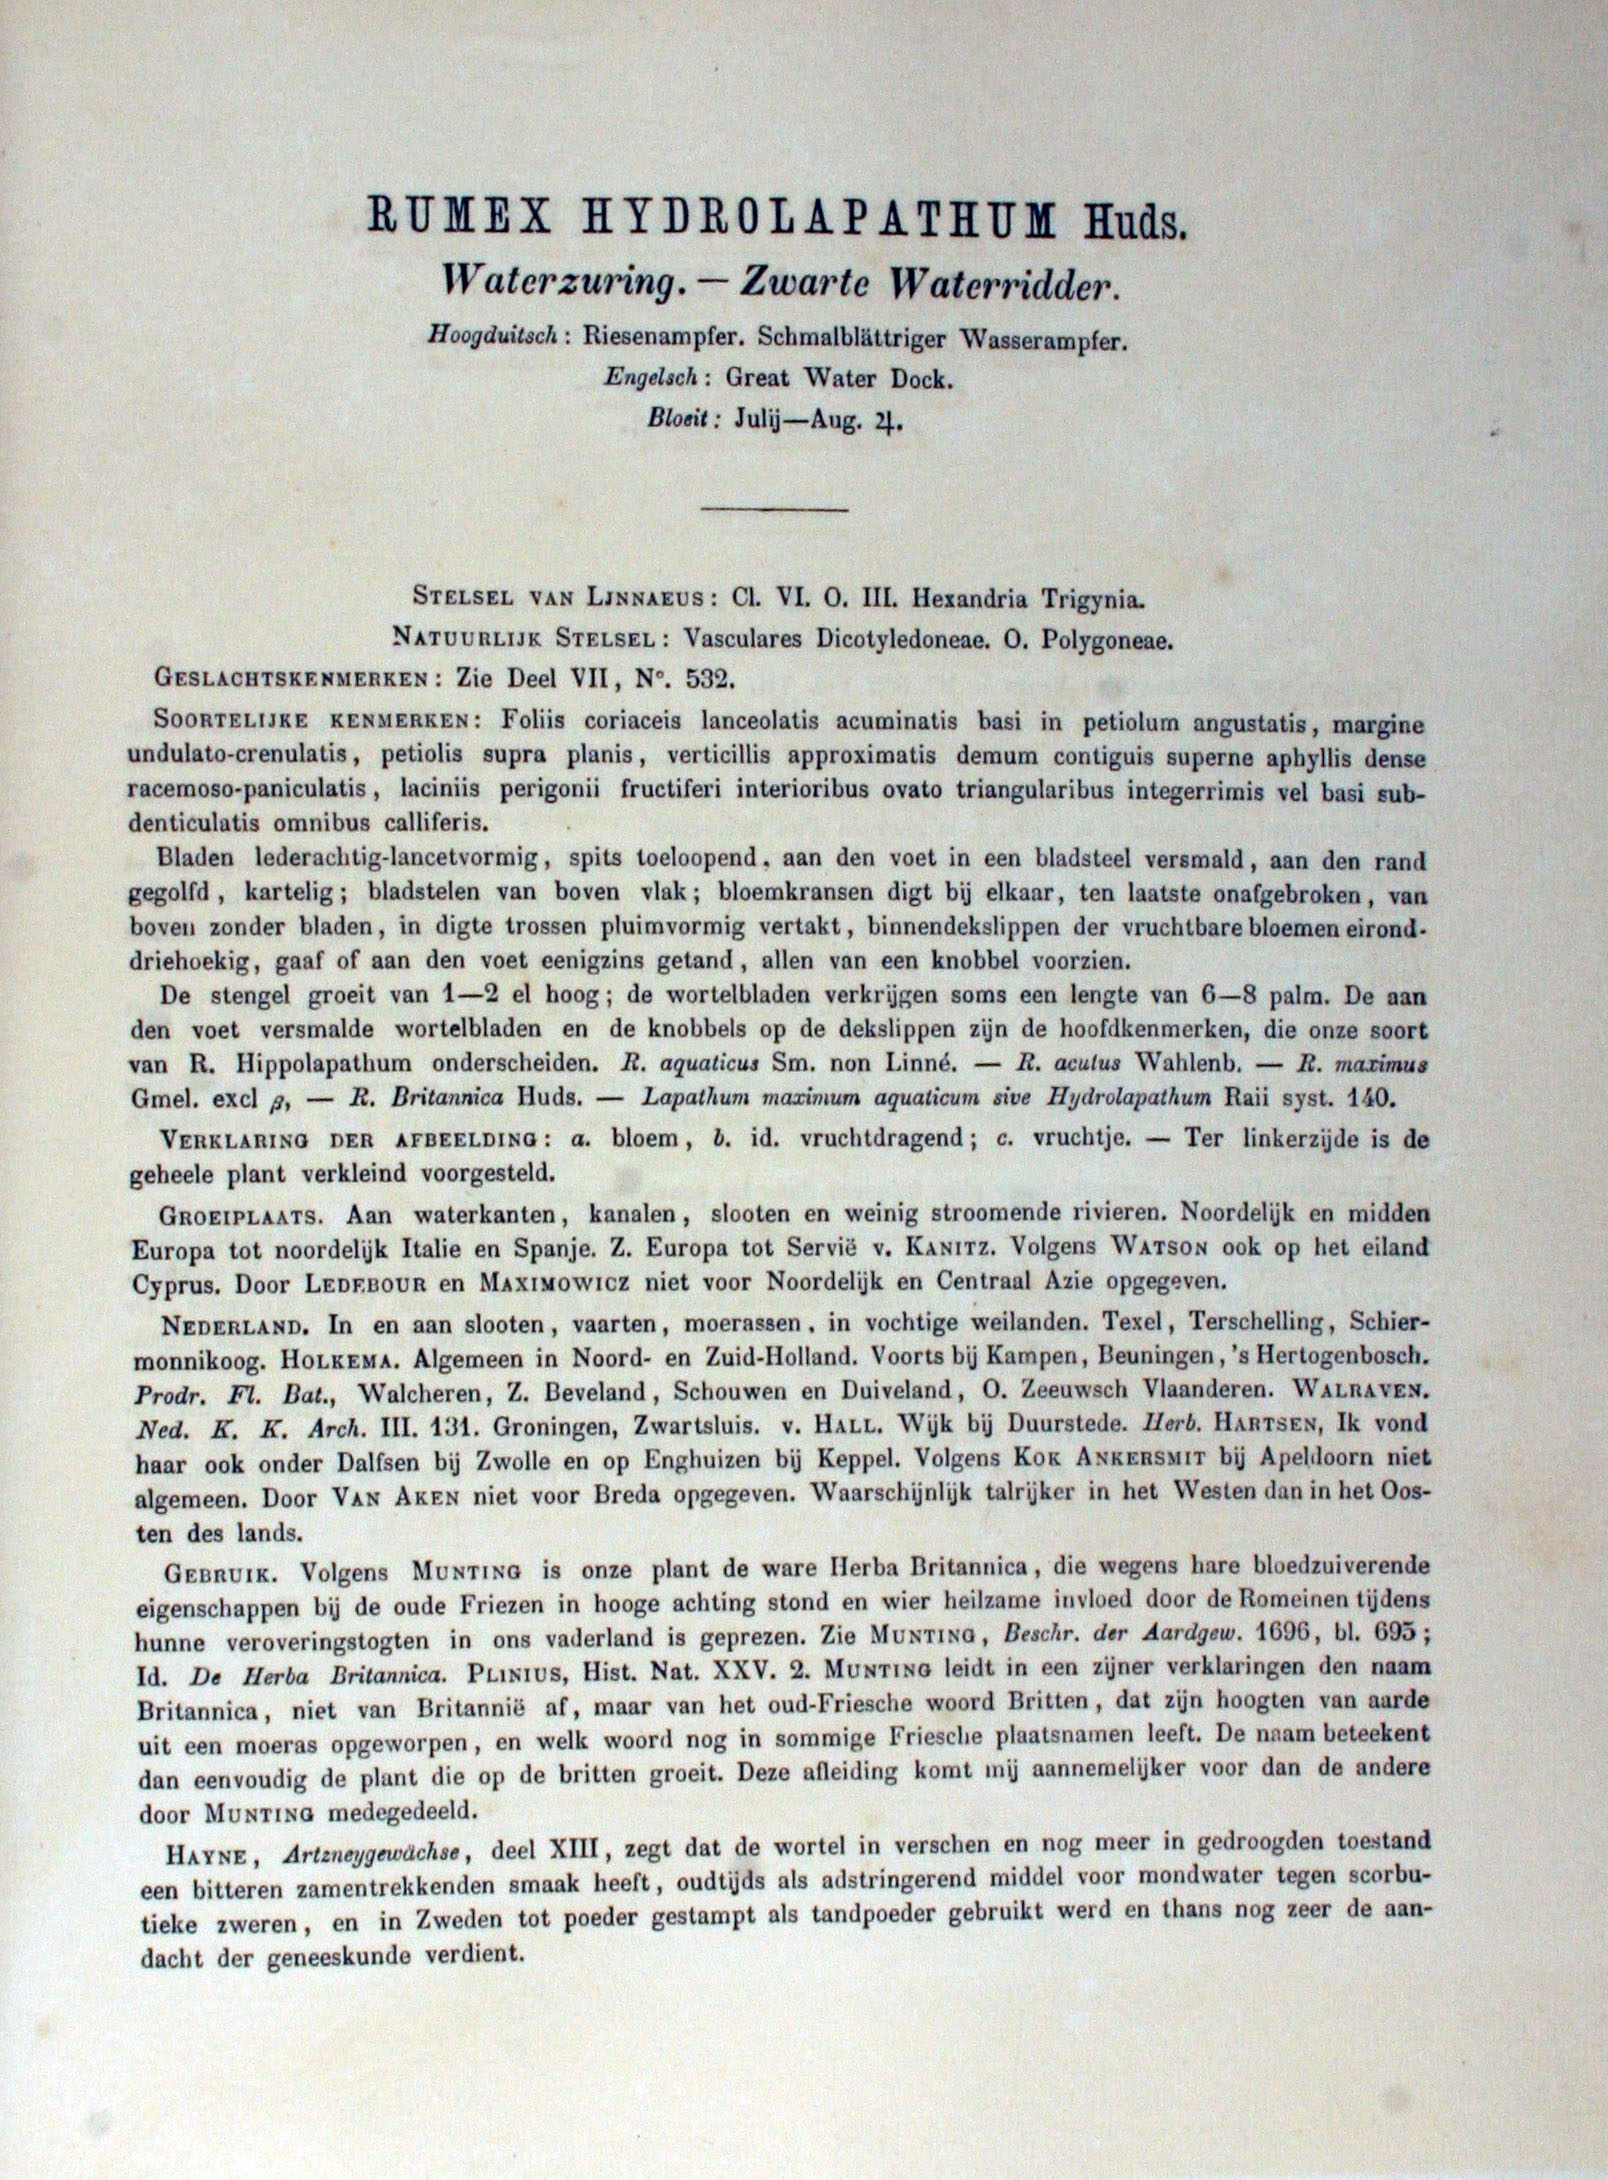 RUMEX HYDROLAPATHUM Huds.
Waterzuring. — Zwarte Waterridder.
Hoogduitsch: Riesenampfer. Schmalblättriger Wasserampfer.
Engelsch: Great Water Dock.
Bloeit: Julij—Aug. ♃.
STELSEL VAN LINNAEUS: Cl. VI. O. III. Hexandria Trigynia.
NATUURLIJK STELSEL: Vasculares Dicotyledoneae. O. Polygoneae.
GESLACHTSKENMERKEN: Zie Deel VII, N°. 532.
SOORTELIJKE KENMERKEN: Foliis coriaceis lanceolatis acuminatis basi in petiolum angustatis, margine
undulato-crenulatis, petiolis supra planis, verticillis approximatis demum contiguis superne aphyllis dense
racemoso-paniculatis, laciniis perigonii fructiferi interioribus ovato triangularibus integerrimis vel basi sub-
denticulatis omnibus calliferis.
Bladen lederachtig-lancetvormig, spits toeloopend, aan den voet in een bladsteel versmald, aan den rand
gegolfd, kartelig; bladstelen van boven vlak; bloemkransen digt bij elkaar, ten laatste onafgebroken, van
boven zonder bladen, in digte trossen pluimvormig vertakt, binnendekslippen der vruchtbare bloemen eirond-
driehoekig, gaaf of aan den voet eenigzins getand, allen van een knobbel voorzien.
De stengel groeit van 1—2 el hoog; de wortelbladen verkrijgen soms een lengte van 6—8 palm. De aan
den voet versmalde wortelbladen en de knobbels op de dekslippen zijn de hoofdkenmerken, die onze soort
van R. Hippolapathum onderscheiden. R. aquaticus Sm. non Linné. — R. acutus Wahlenb. — R. maximus
Gmel. excl β, — R. Britannica Huds. — Lapathum maximum aquaticum sive Hydrolapathum Raii syst. 140.
VERKLARING DER AFBEELDING: a. bloem, b. id. vruchtdragend; c. vruchtje. — Ter linkerzijde is de
geheele plant verkleind voorgesteld.
GROEIPLAATS. Aan waterkanten, kanalen, slooten en weinig stroomende rivieren. Noordelijk en midden
Europa tot noordelijk Italie en Spanje. Z. Europa tot Servië v. KANITZ. Volgens WATSON ook op het eiland
Cyprus. Door LEDEBOUR en MAXIMOWICZ niet voor Noordelijk en Centraal Azie opgegeven.
NEDERLAND. In en aan slooten, vaarten, moerassen, in vochtige weilanden. Texel, Terschelling, Schier-
monnikoog. HOLKEMA. Algemeen in Noord- en Zuid-Holland. Voorts bij Kampen, Beuningen, 's Hertogenbosch.
Prodr. Fl. Bat., Walcheren, Z. Beveland, Schouwen en Duiveland, O. Zeeuwsch Vlaanderen. WALRAVEN.
Ned. K. K. Arch. III. 131. Groningen, Zwartsluis. v. HALL. Wijk bij Duurstede. Herb. HARTSEN, Ik vond
haar ook onder Dalfsen bij Zwolle en op Enghuizen bij Keppel. Volgens KOK ANKERSMIT bij Apeldoorn niet
algemeen. Door VAN AKEN niet voor Breda opgegeven. Waarschijnlijk talrijker in het Westen dan in het Oos-
ten des lands.
GEBRUIK. Volgens MUNTING is onze plant de ware Herba Britannica, die wegens hare bloedzuiverende
eigenschappen bij de oude Friezen in hooge achting stond en wier heilzame invloed door de Romeinen tijdens
hunne veroveringstogten in ons vaderland is geprezen. Zie MUNTING, Beschr. der Aardgew. 1696, bl. 695;
Id. De Herba Britannica. PLINIUS, Hist. Nat. XXV. 2. MUNTING leidt in een zijner verklaringen den naam
Britannica, niet van Britannië af, maar van het oud-Friesche woord Britten, dat zijn hoogten van aarde
uit een moeras opgeworpen, en welk woord nog in sommige Friesche plaatsnamen leeft. De naam beteekent
dan eenvoudig de plant die op de britten groeit. Deze afleiding komt mij aannemelijker voor dan de andere
door MUNTING medegedeeld.
HAYNE, Artzneygewächse, deel XIII, zegt dat de wortel in verschen en nog meer in gedroogden toestand
een bitteren zamentrekkenden smaak heeft, oudtijds als adstringerend middel voor mondwater tegen scorbu-
tieke zweren, en in Zweden tot poeder gestampt als tandpoeder gebruikt werd en thans nog zeer de aan-
dacht der geneeskunde verdient.